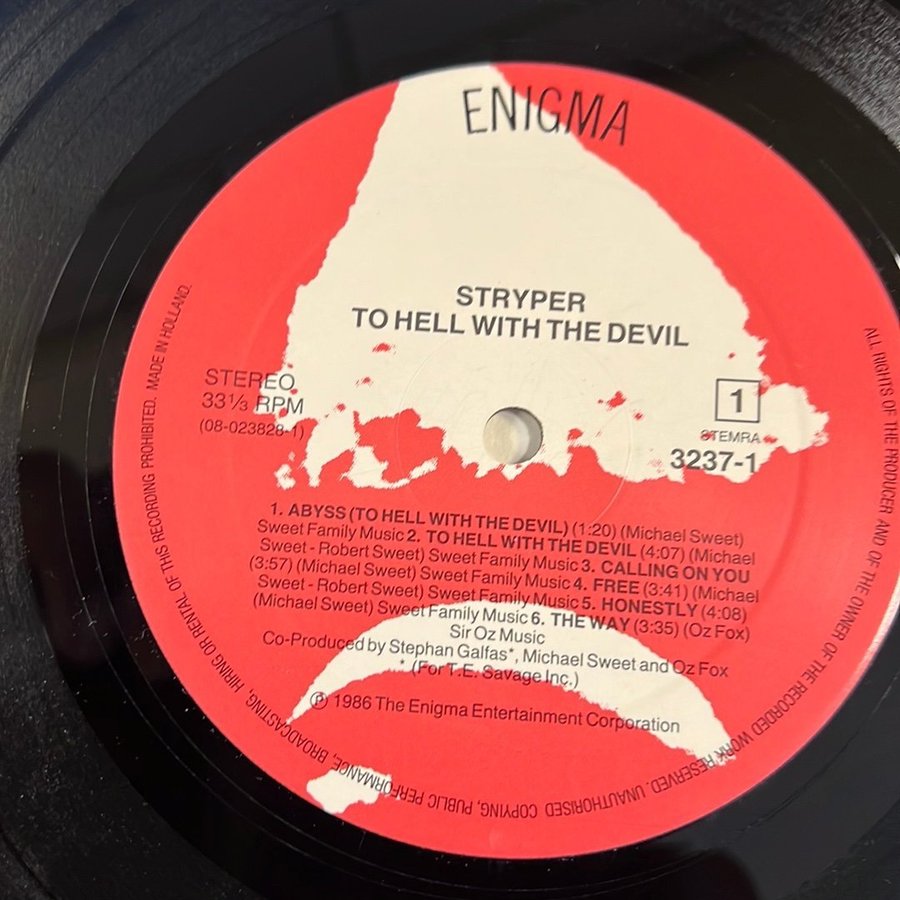 ENIGMA
STRYPER
TO HELL WITH THE DEVIL
STEREO
33 1/3 RPM
(08-023828-1)
1
STEMRA
3237-1
1. ABYSS (TO HELL WITH THE DEVIL) (1:20) (Michael Sweet)
Sweet Family Music 2. TO HELL WITH THE DEVIL (4:07) (Michael
Sweet - Robert Sweet) Sweet Family Music 3. CALLING ON YOU
(3:57) (Michael Sweet) Sweet Family Music 4. FREE (3:41) (Michael
Sweet - Robert Sweet) Sweet Family Music 5. HONESTLY (4:08)
(Michael Sweet) Sweet Family Music 6. THE WAY (3:35) (Oz Fox)
Sir Oz Music
Co-Produced by Stephan Galfas*, Michael Sweet and Oz Fox
* (For T.E. Savage Inc.)
℗ 1986 The Enigma Entertainment Corporation
ALL RIGHTS OF THE PRODUCER AND OF THE OWNER OF THE RECORDED WORK RESERVED. UNAUTHORISED COPYING, PUBLIC PERFORMANCE, BROADCASTING, HIRING OR RENTAL OF THIS RECORDING PROHIBITED. MADE IN HOLLAND.